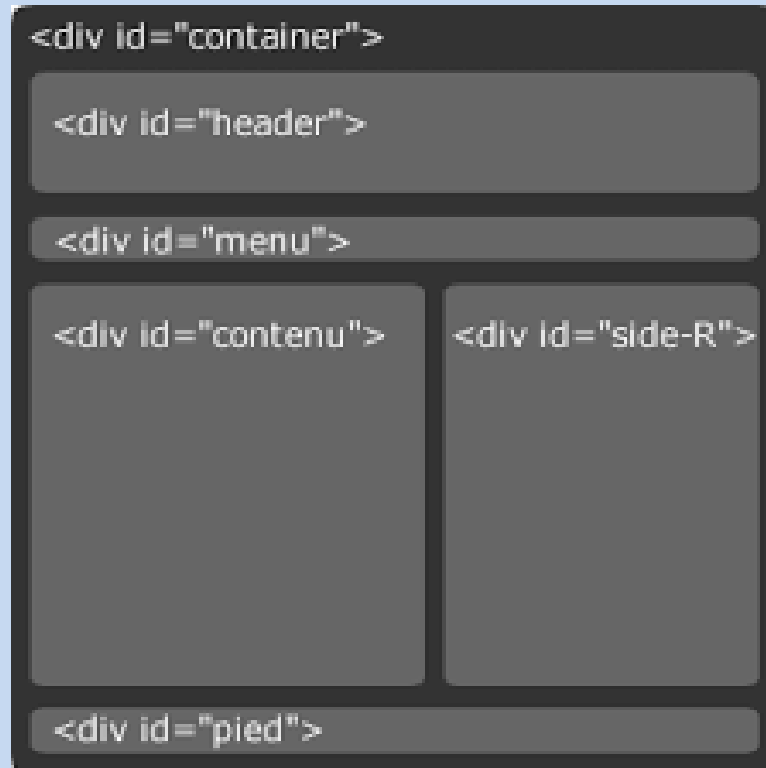 <div id="container">
<div id="header">
<div id="menu">
<div id="contenu">
<div id="side-R">
<div id="pied">